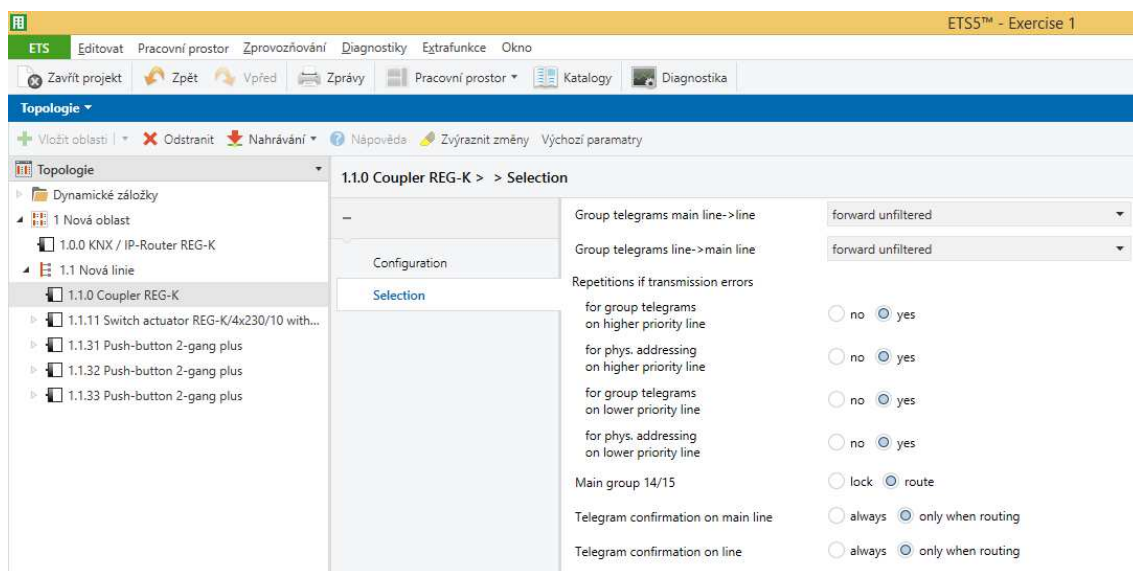 ETS5™ - Exercise 1
ETS Editovat Pracovní prostor Zprovozňování Diagnostiky Extrafunkce Okno
Zavřít projekt Zpět Vpřed Zprávy Pracovní prostor Katalogy Diagnostika
Topologie
Vložit oblasti Odstranit Nahrávání Nápověda Zvýraznit změny Výchozí paramatry
Topologie
Dynamické záložky
1 Nová oblast
1.0.0 KNX / IP-Router REG-K
1.1 Nová linie
1.1.0 Coupler REG-K
1.1.11 Switch actuator REG-K/4x230/10 with...
1.1.31 Push-button 2-gang plus
1.1.32 Push-button 2-gang plus
1.1.33 Push-button 2-gang plus
1.1.0 Coupler REG-K > > Selection
Configuration
Selection
Group telegrams main line->line forward unfiltered
Group telegrams line->main line forward unfiltered
Repetitions if transmission errors
for group telegrams
on higher priority line no yes
for phys. addressing
on higher priority line no yes
for group telegrams
on lower priority line no yes
for phys. addressing
on lower priority line no yes
Main group 14/15 lock route
Telegram confirmation on main line always only when routing
Telegram confirmation on line always only when routing